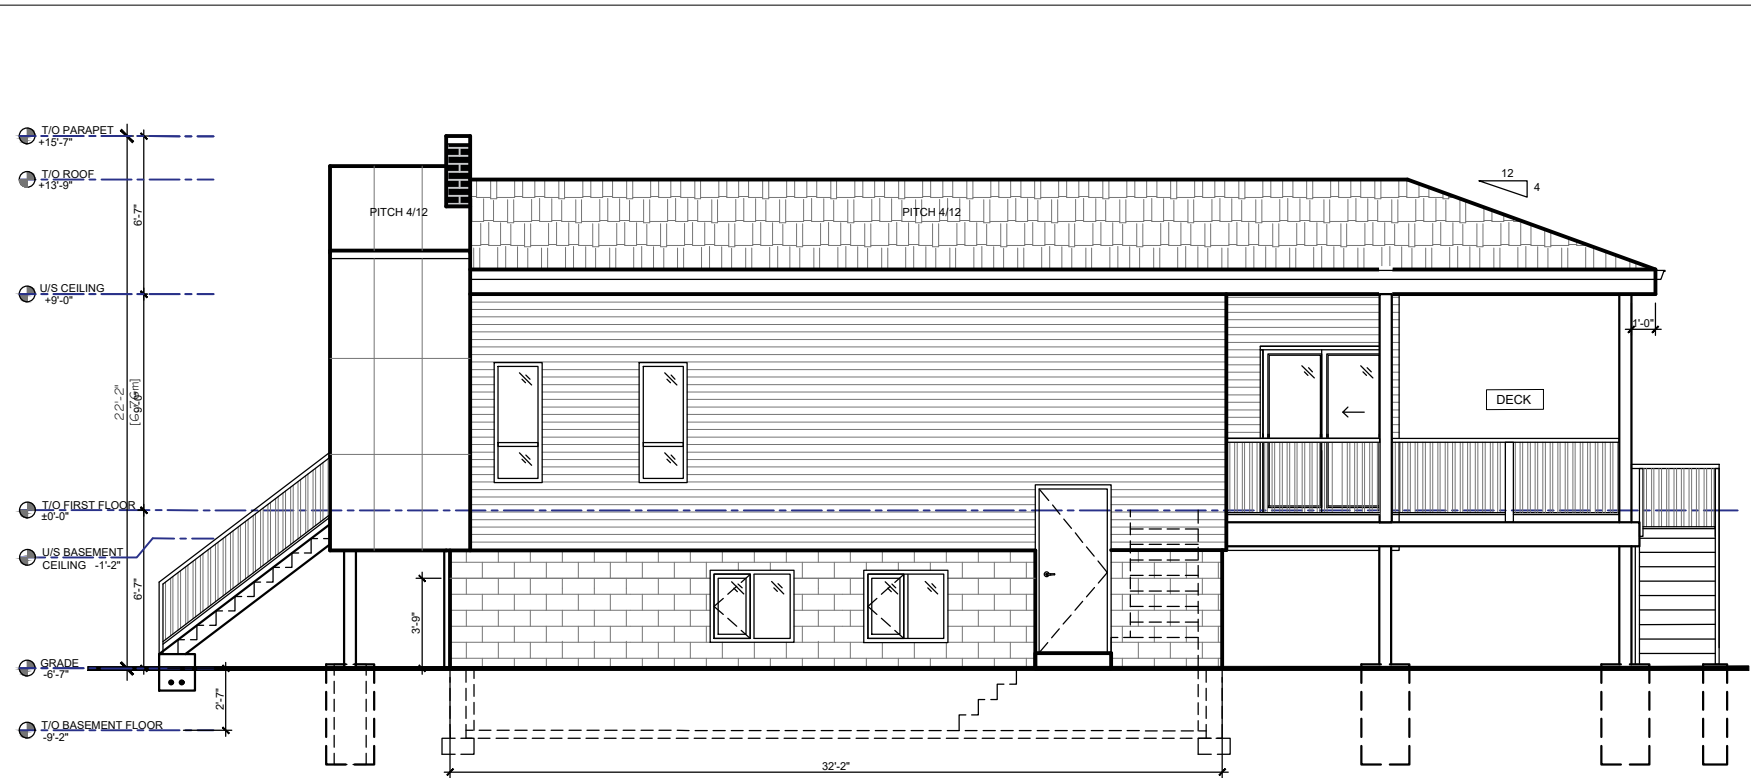 T/O PARAPET
+15'-7"
T/O ROOF
+13'-9"
12
4
6'-7"
PITCH 4/12
PITCH 4/12
U/S CEILING
+9'-0"
1'-0"
22'-2"
9'-0"
DECK
T/O FIRST FLOOR
±0'-0"
U/S BASEMENT
CEILING -1'-2"
6'-7"
3'-9"
GRADE
-6'-7"
2'-7"
T/O BASEMENT FLOOR
-9'-2"
32'-2"